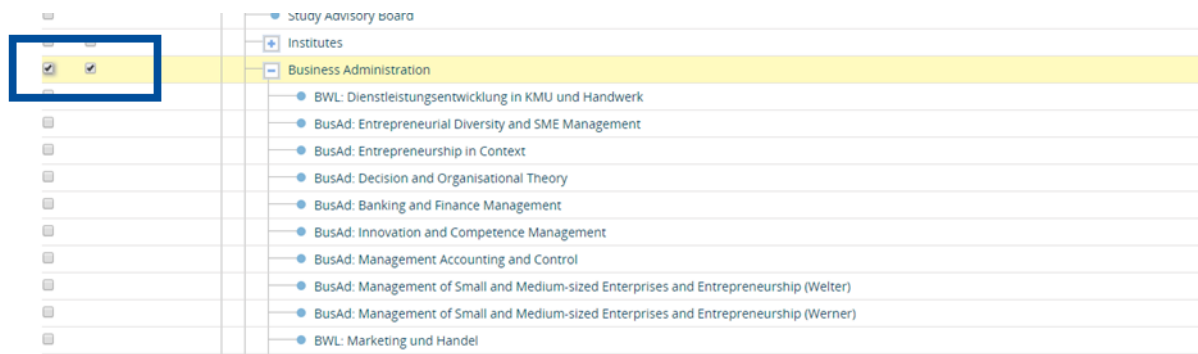 Study Advisory Board
Institutes
Business Administration
BWL: Dienstleistungsentwicklung in KMU und Handwerk
BusAd: Entrepreneurial Diversity and SME Management
BusAd: Entrepreneurship in Context
BusAd: Decision and Organisational Theory
BusAd: Banking and Finance Management
BusAd: Innovation and Competence Management
BusAd: Management Accounting and Control
BusAd: Management of Small and Medium-sized Enterprises and Entrepreneurship (Welter)
BusAd: Management of Small and Medium-sized Enterprises and Entrepreneurship (Werner)
BWL: Marketing und Handel